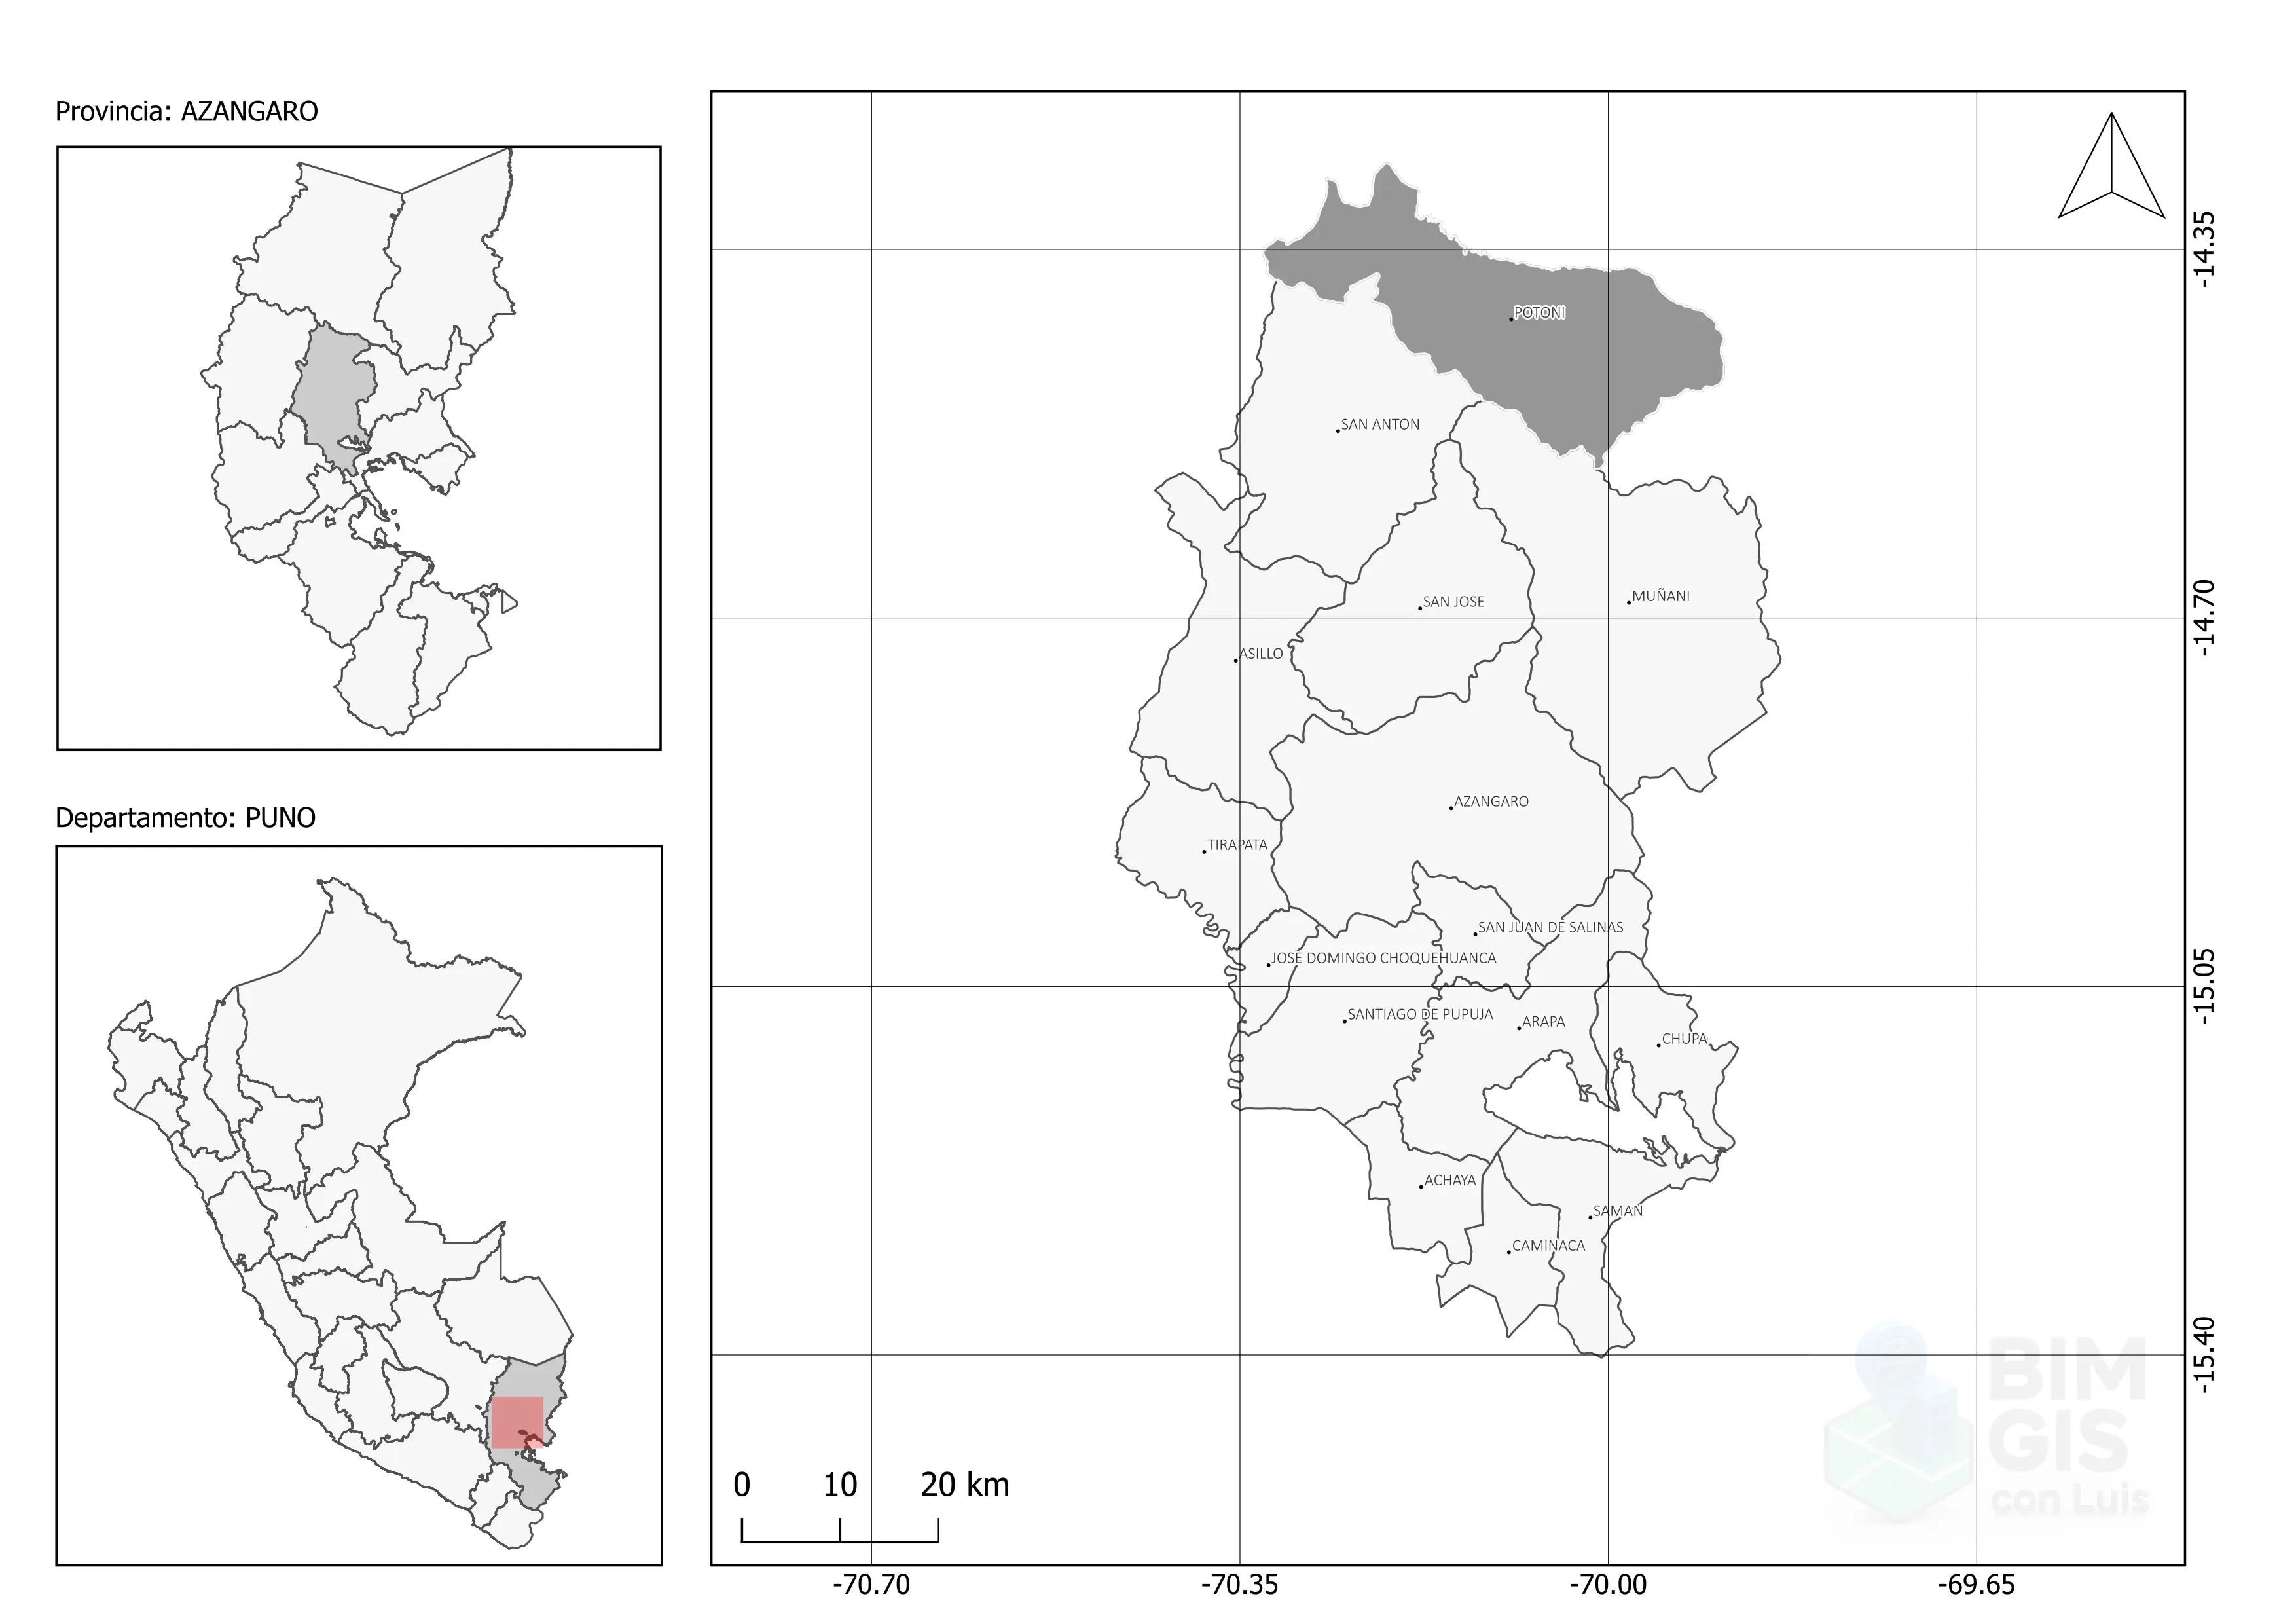 Provincia: AZANGARO
Departamento: PUNO
POTONI
SAN ANTON
SAN JOSE
MUÑANI
ASILLO
AZANGARO
TIRAPATA
SAN JUAN DE SALINAS
JOSE DOMINGO CHOQUEHUANCA
SANTIAGO DE PUPUJA
ARAPA
CHUPA
ACHAYA
SAMAN
CAMINACA
-14.35
-14.70
-15.05
-15.40
0 10 20 km
-70.70 -70.35 -70.00 -69.65
BIM
GIS
con Luis